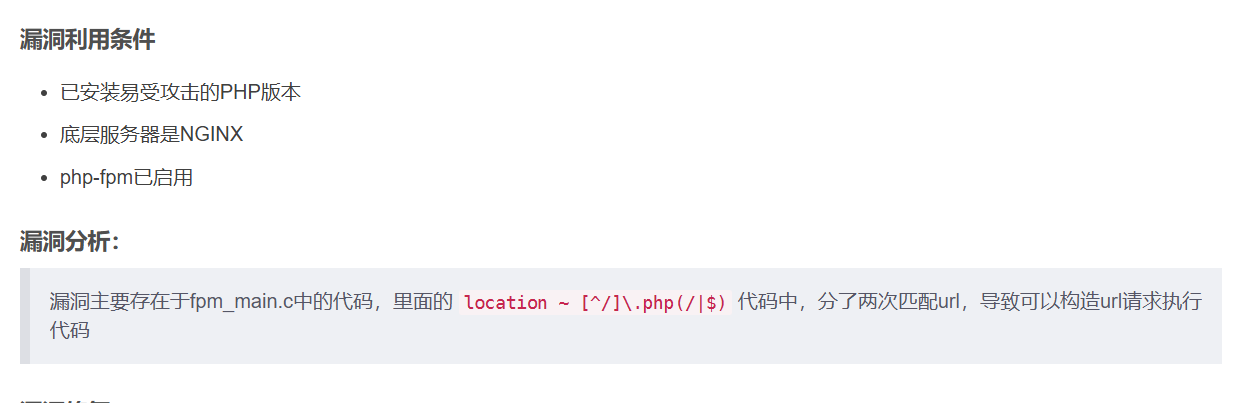 漏洞利用条件
已安装易受攻击的PHP版本
底层服务器是NGINX
php-fpm已启用
漏洞分析：
漏洞主要存在于fpm_main.c中的代码，里面的 location ~ [^/]\.php(/|$) 代码中，分了两次匹配url，导致可以构造url请求执行
代码